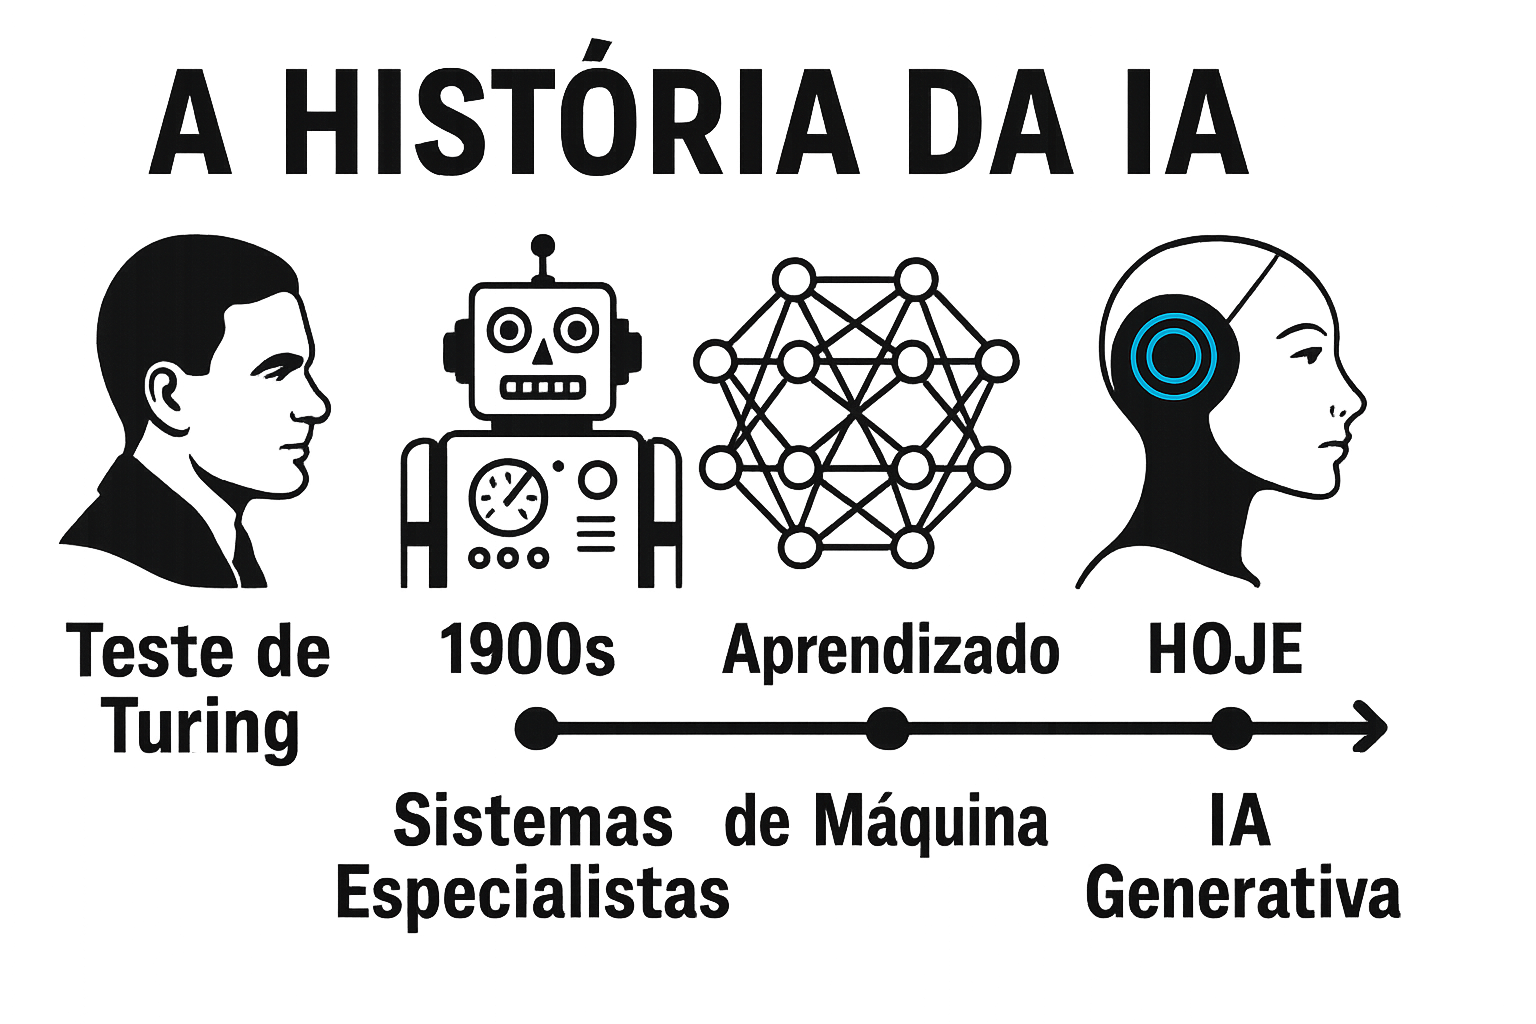 A HISTÓRIA DA IA
Teste de
Turing
1900s
Sistemas
Especialistas
Aprendizado
de Máquina
HOJE
IA
Generativa